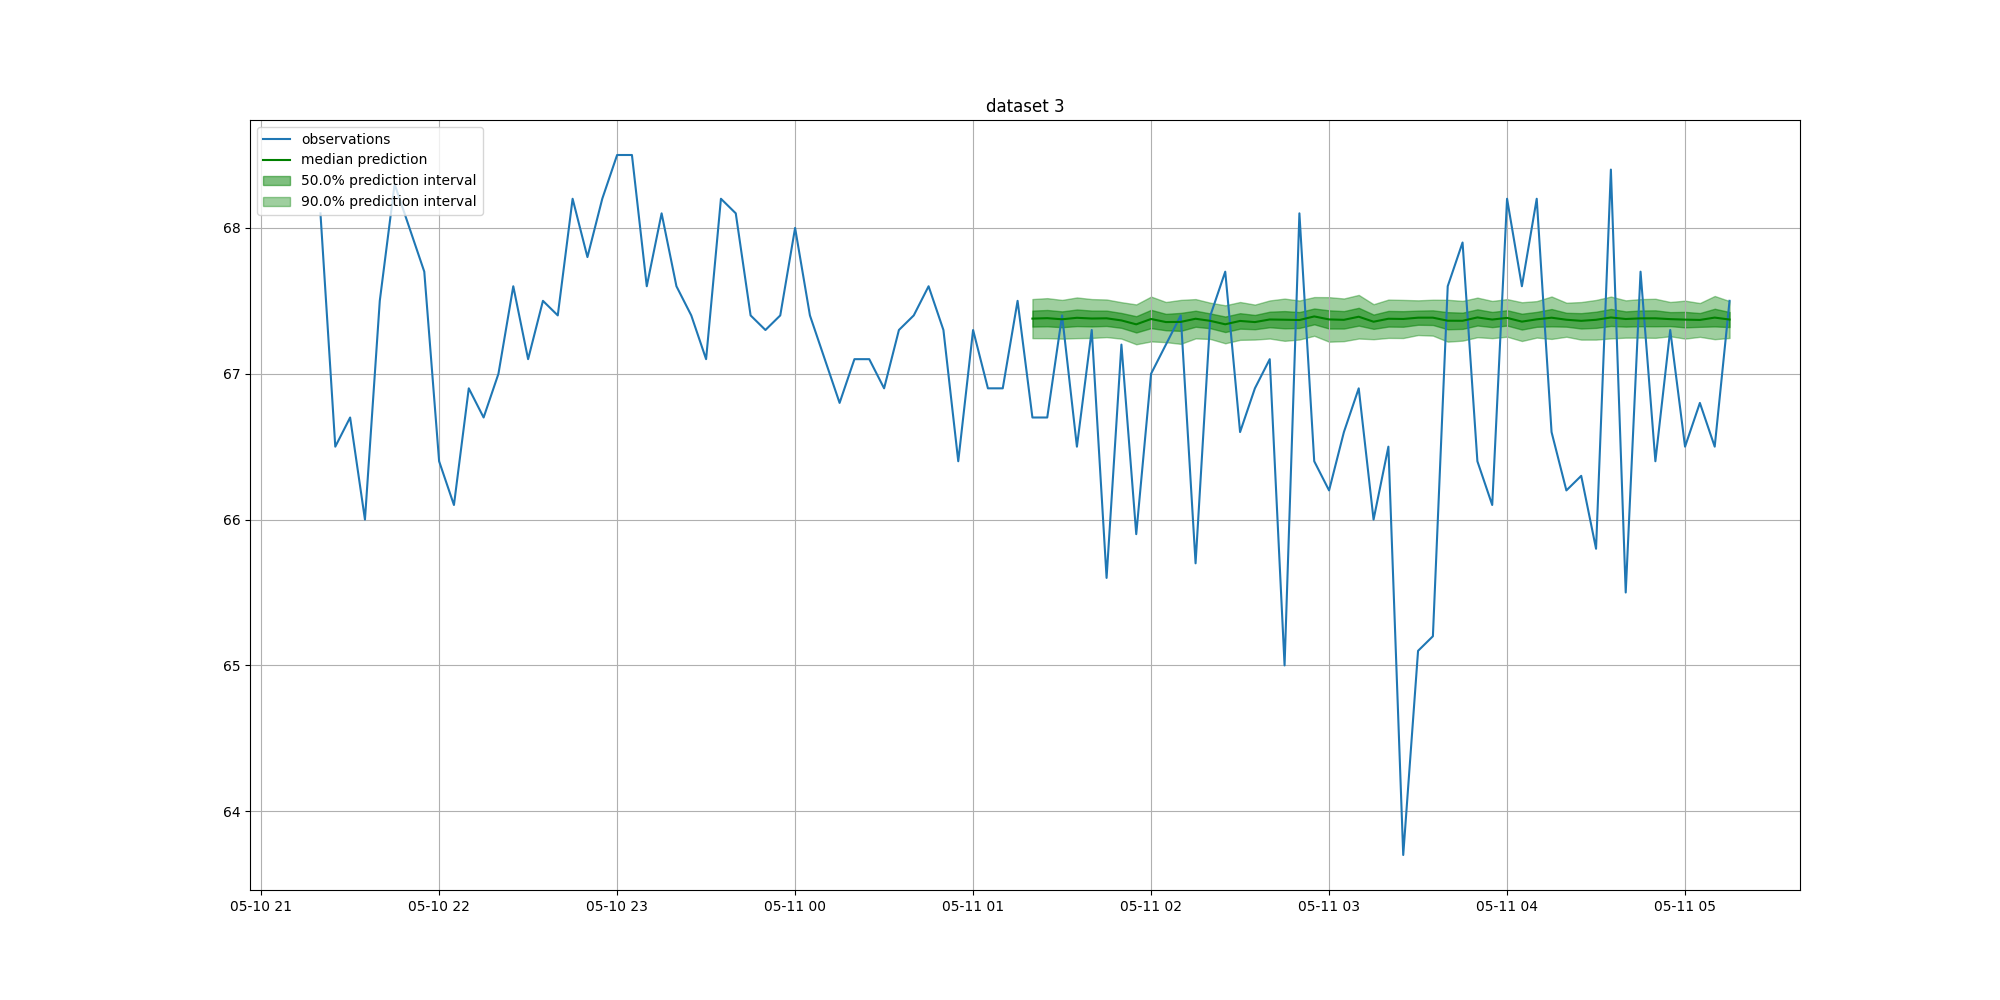 dataset 3
observations
median prediction
50.0% prediction interval
90.0% prediction interval
68
67
66
65
64
05-10 21
05-10 22
05-10 23
05-11 00
05-11 01
05-11 02
05-11 03
05-11 04
05-11 05